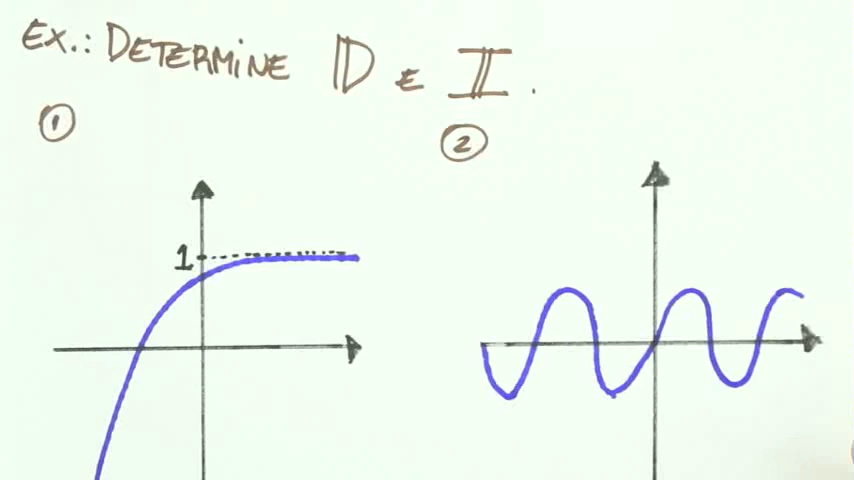 EX.: DETERMINE 𝔻 E 𝕀.
① ②
1